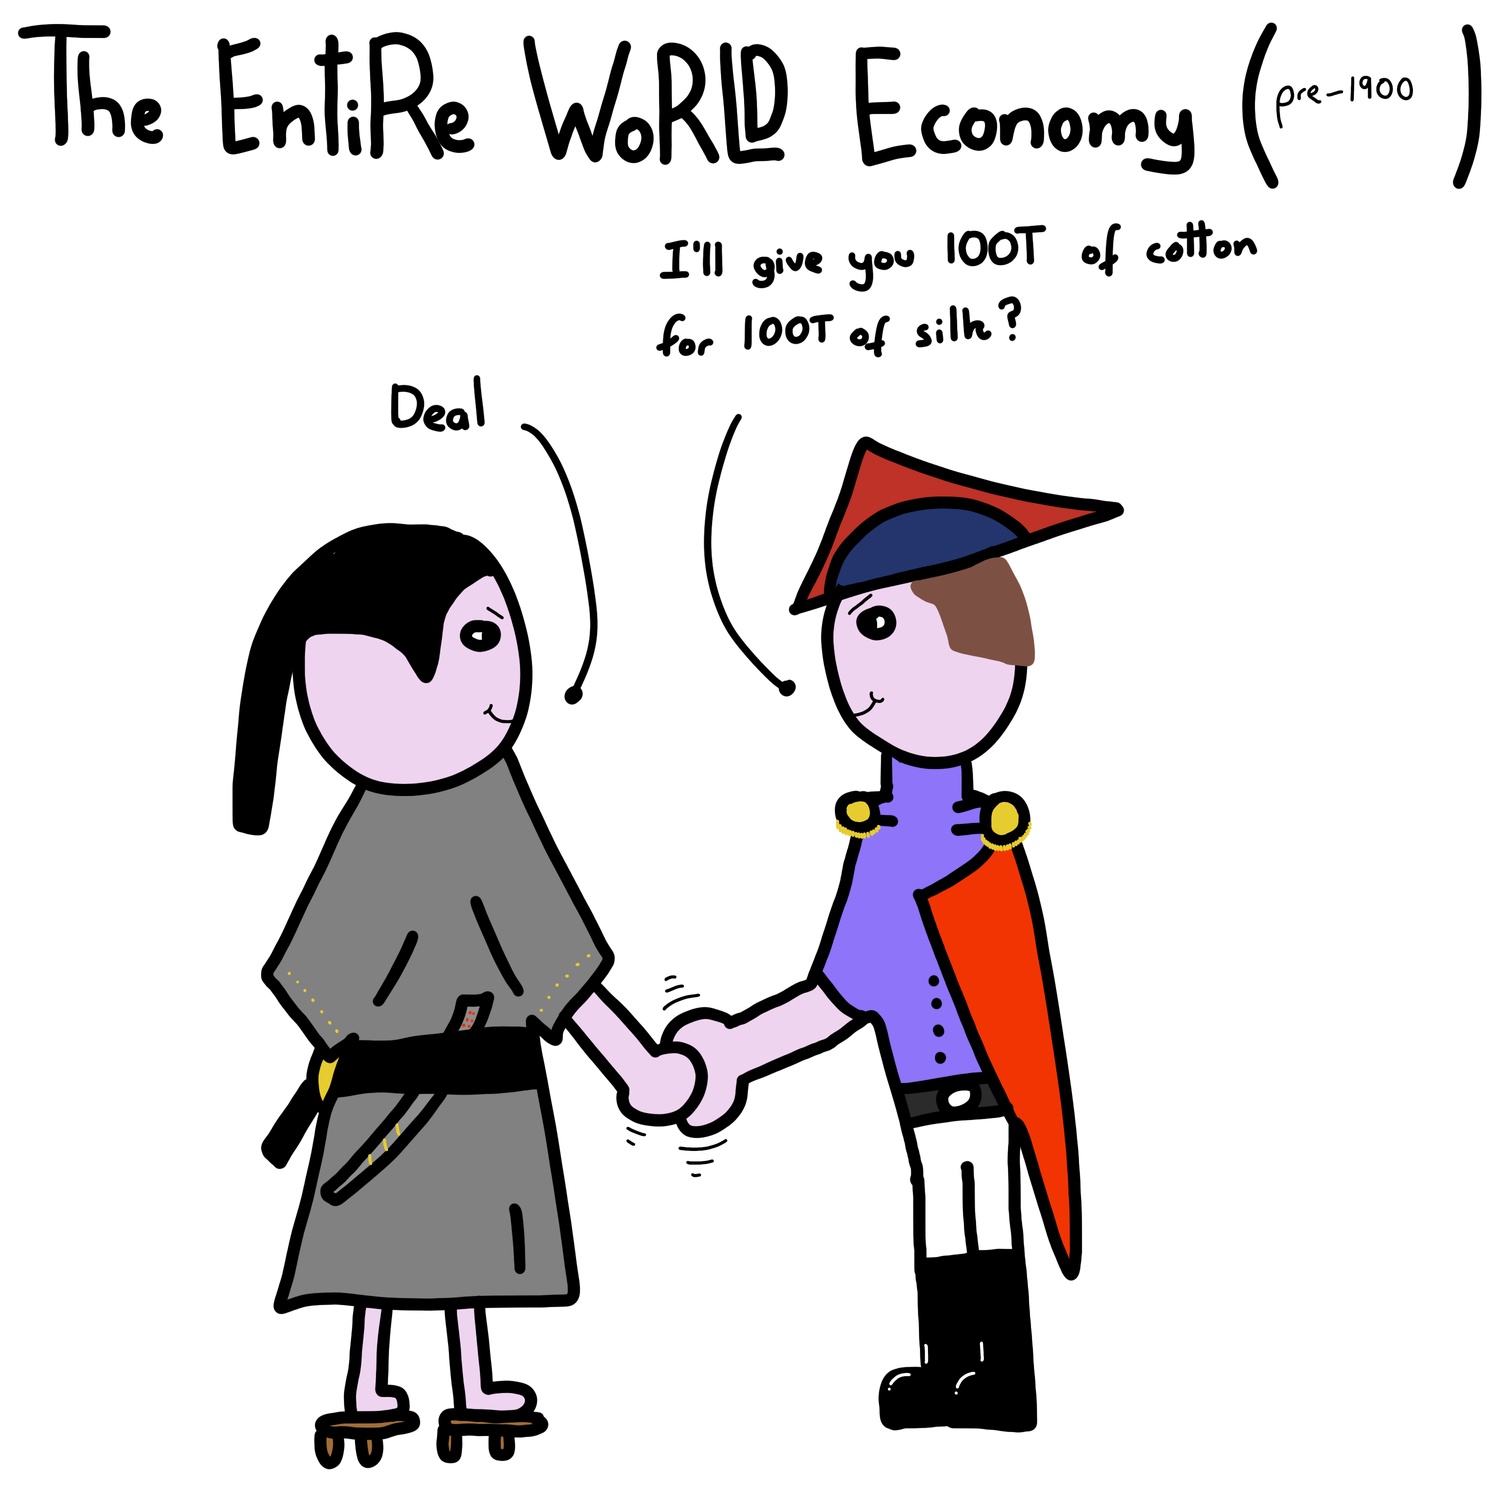 The EntiRe WoRLD Economy (pre-1900)
I'll give you 100T of cotton
for 100T of silk?
Deal